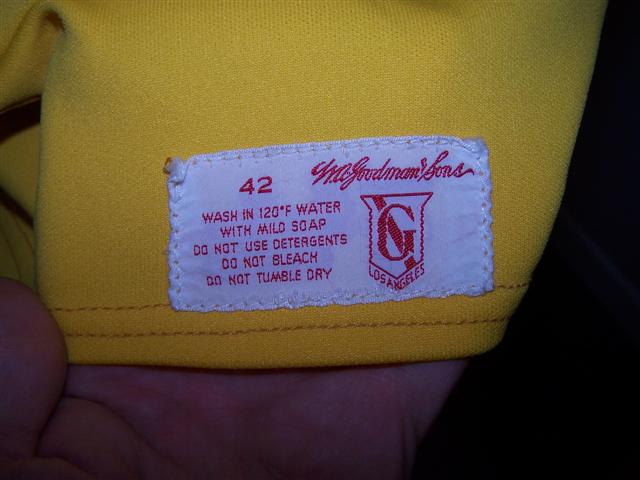 42
Wm. Goodman & Sons
WASH IN 120°F WATER
WITH MILD SOAP
DO NOT USE DETERGENTS
DO NOT BLEACH
DO NOT TUMBLE DRY
G
LOS ANGELES